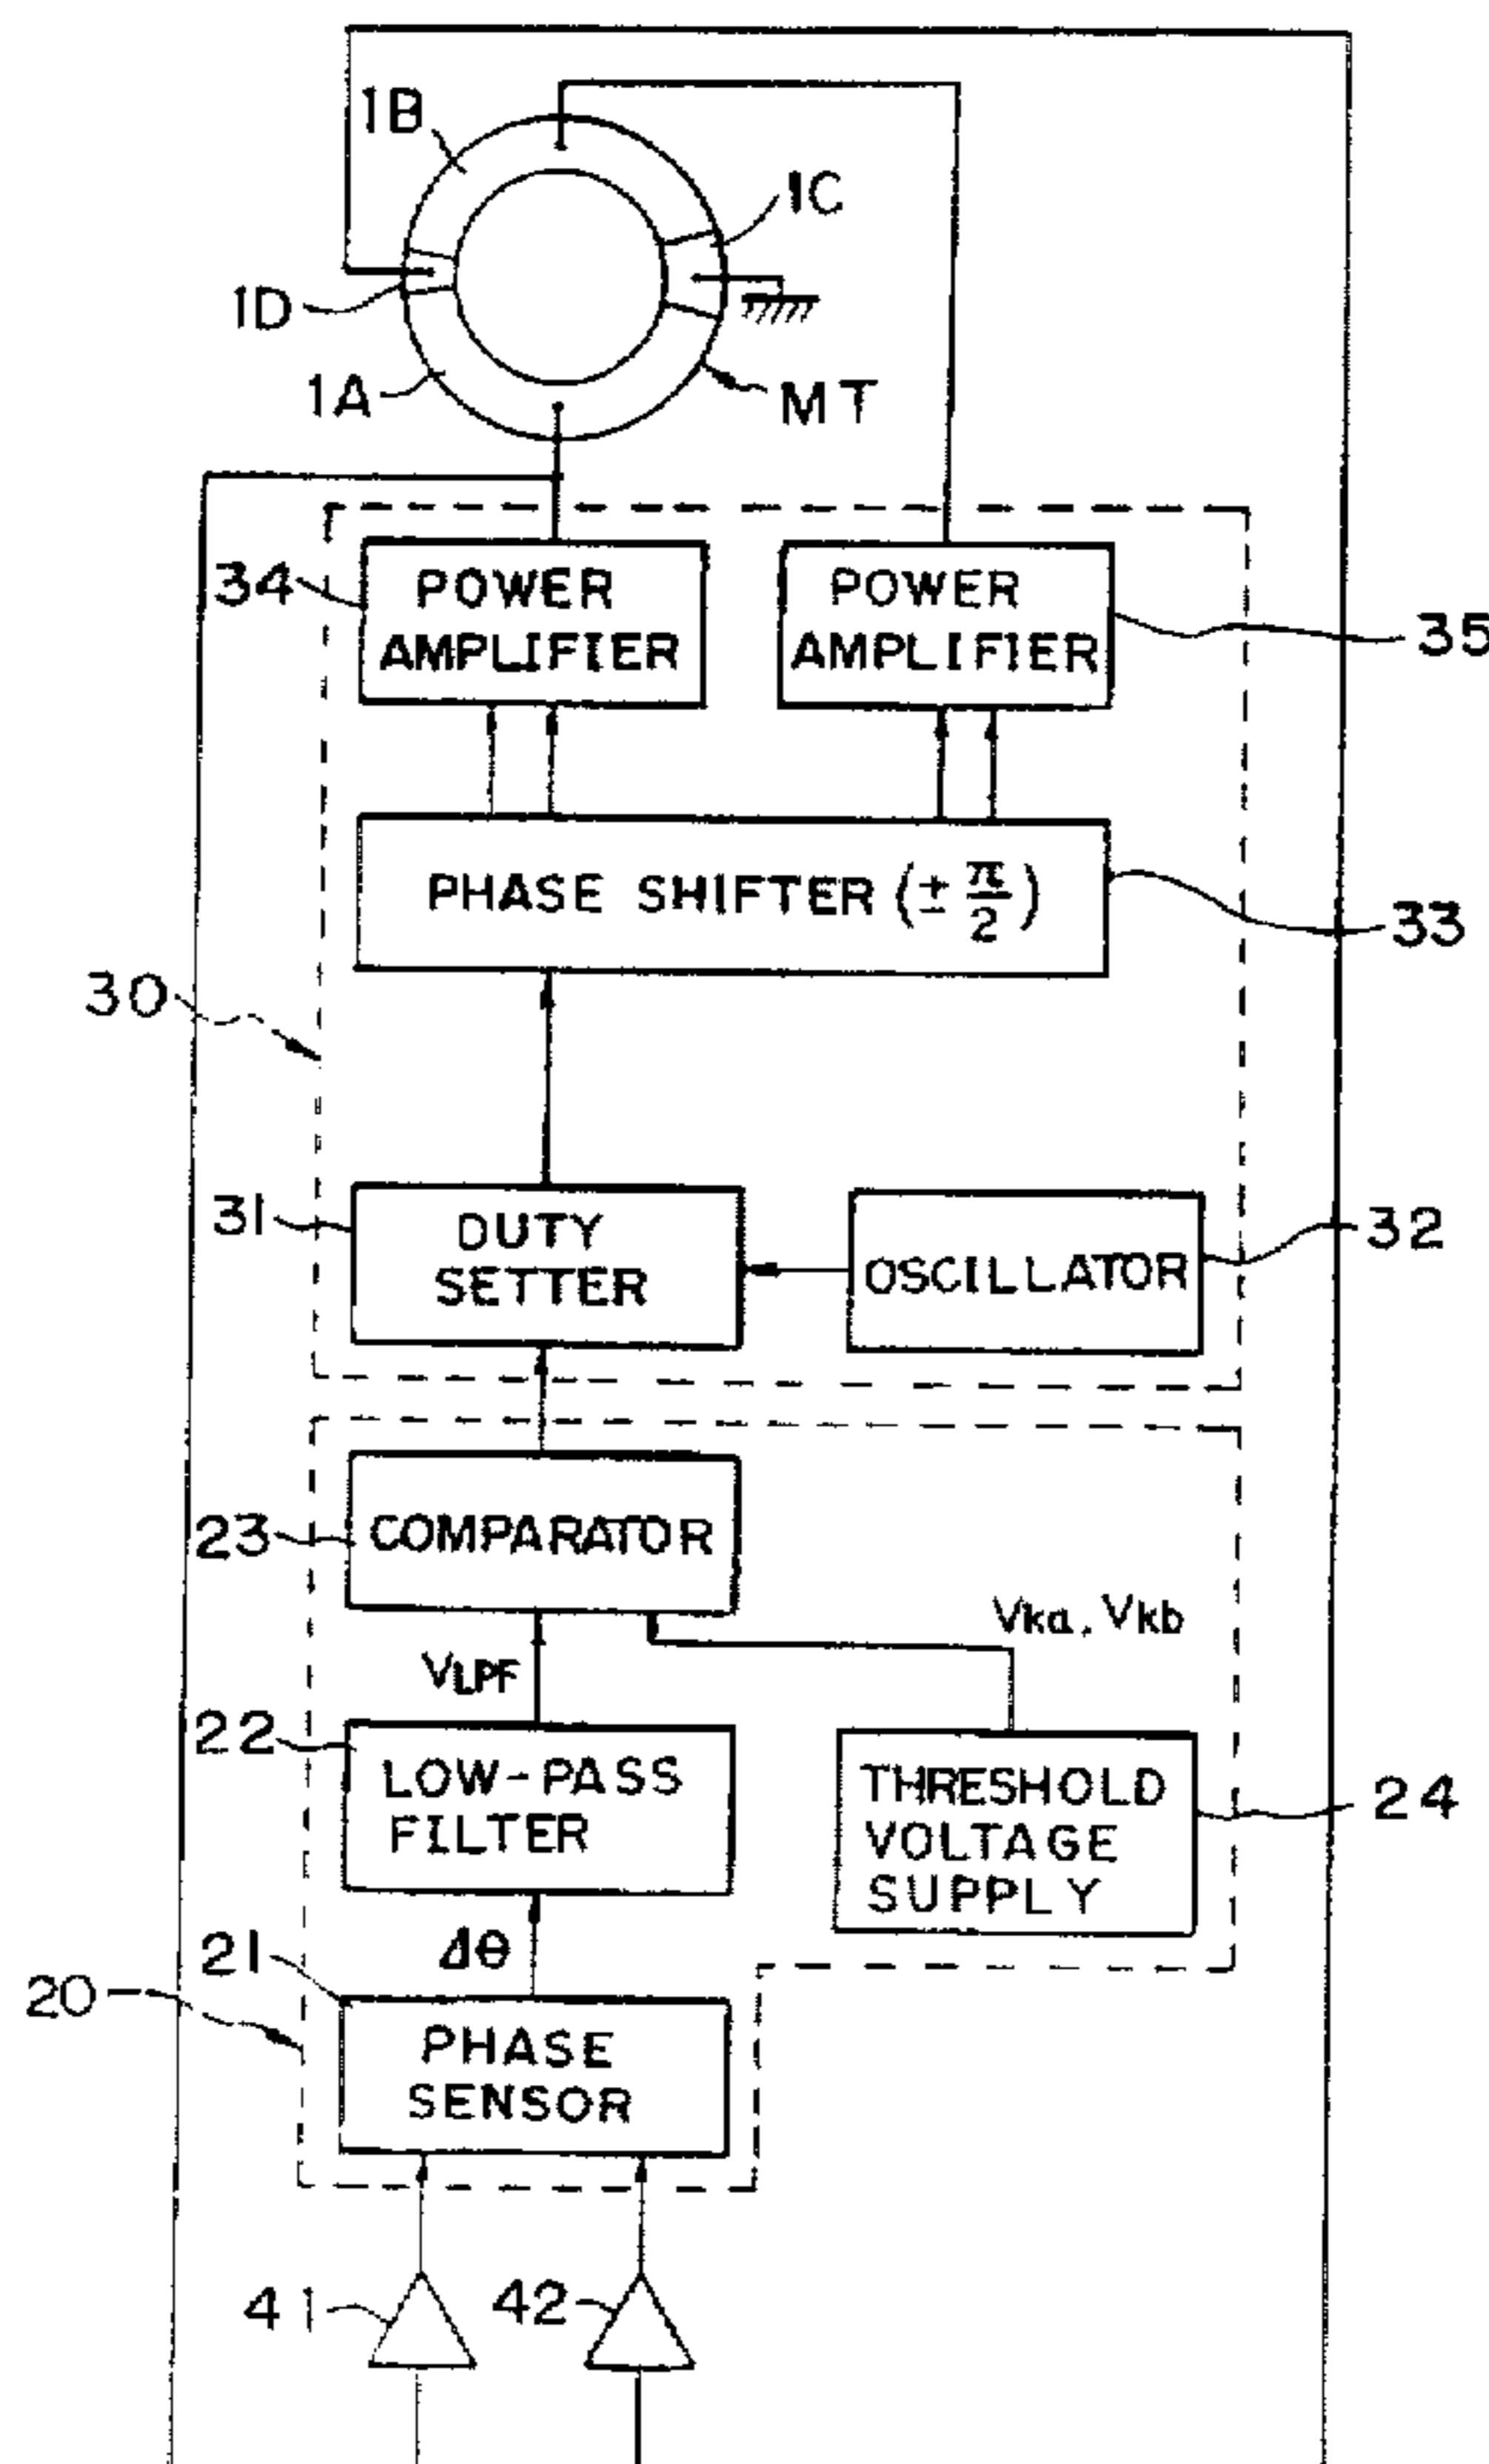 1B
1C
1D
1A
MT
34
POWER
AMPLIFIER
POWER
AMPLIFIER
35
PHASE SHIFTER (± π/2)
33
30
31
DUTY
SETTER
OSCILLATOR
32
23
COMPARATOR
Vka, Vkb
VLPF
22
LOW-PASS
FILTER
THRESHOLD
VOLTAGE
SUPPLY
24
Δθ
21
20
PHASE
SENSOR
41
42